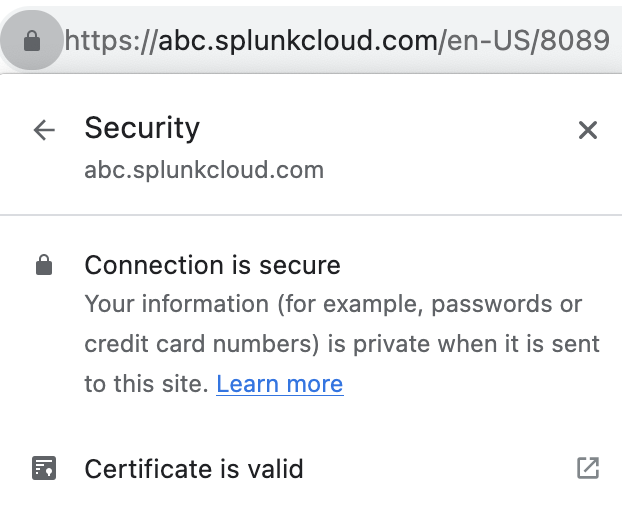 https://abc.splunkcloud.com/en-US/8089
Security
abc.splunkcloud.com
Connection is secure
Your information (for example, passwords or
credit card numbers) is private when it is sent
to this site. Learn more
Certificate is valid